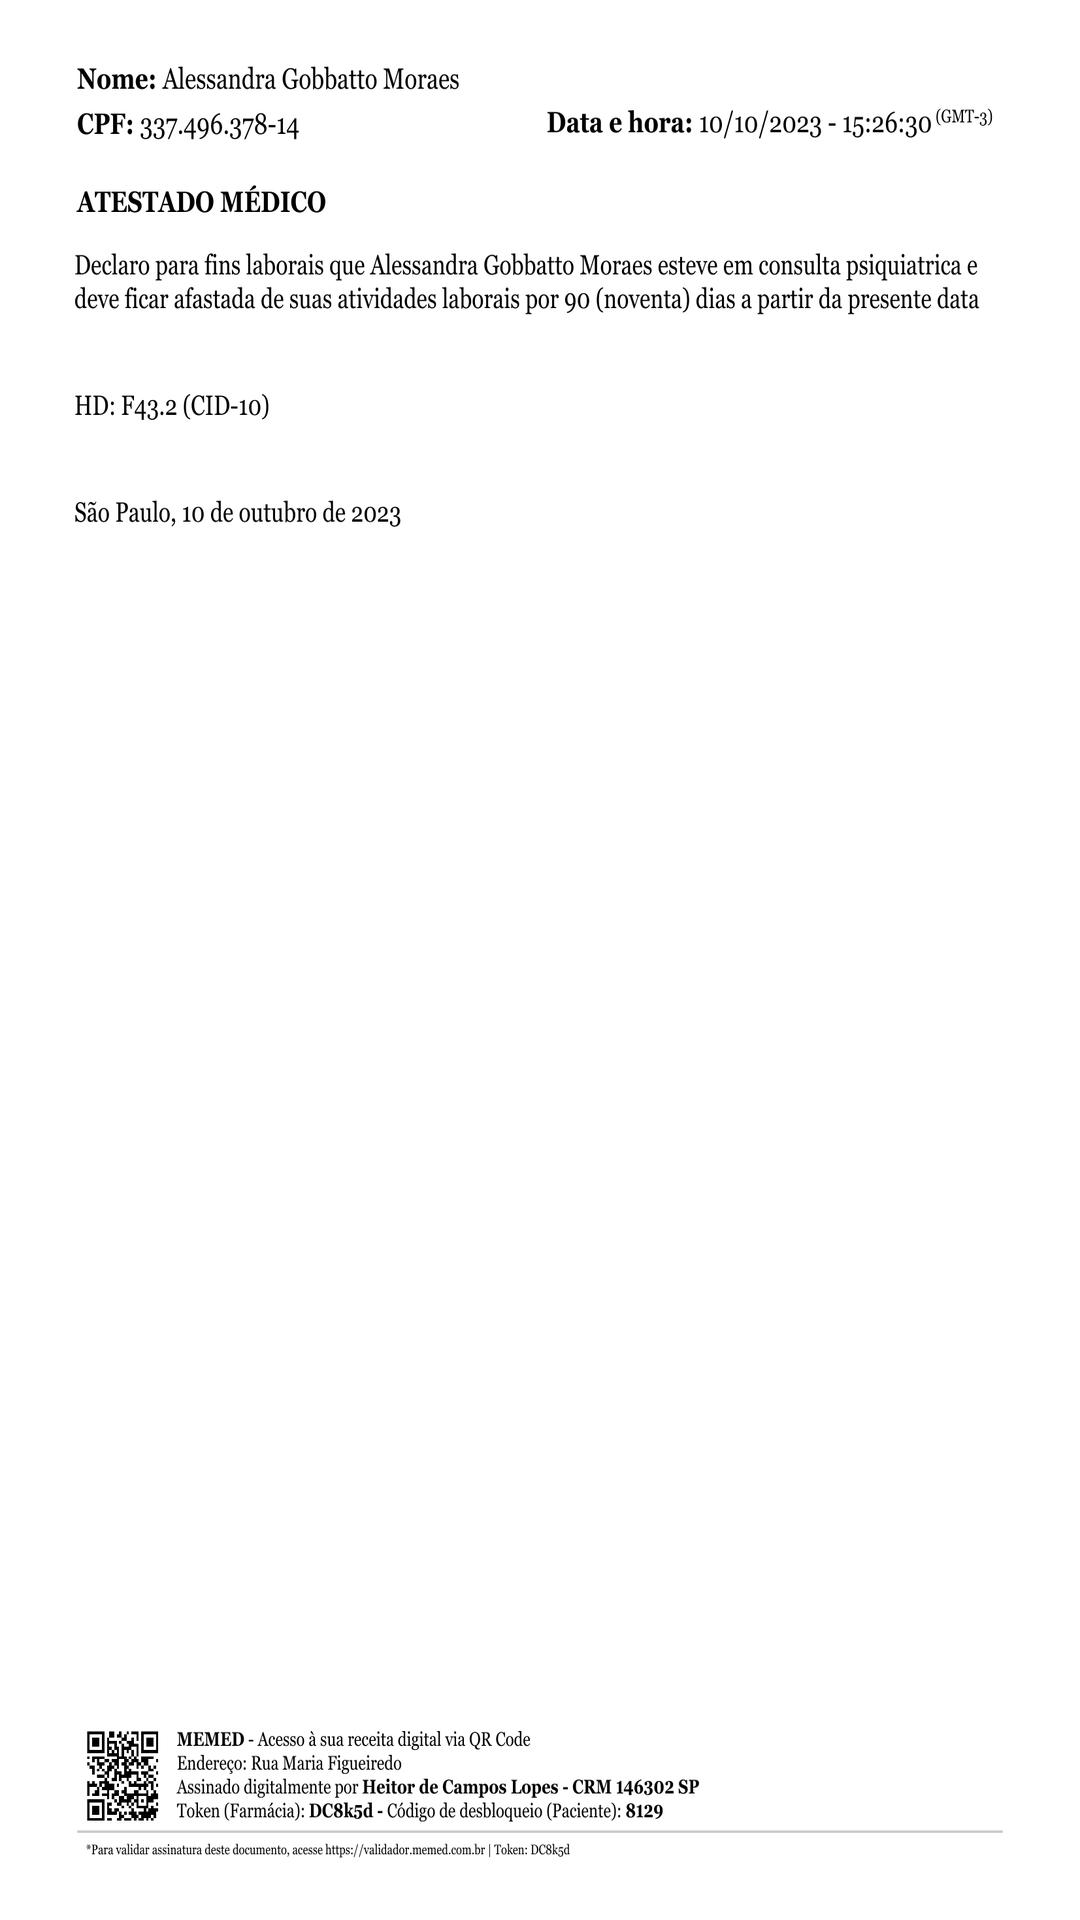 Nome: Alessandra Gobbatto Moraes
CPF: 337.496.378-14
Data e hora: 10/10/2023 - 15:26:30 (GMT-3)
ATESTADO MÉDICO
Declaro para fins laborais que Alessandra Gobbatto Moraes esteve em consulta psiquiatrica e
deve ficar afastada de suas atividades laborais por 90 (noventa) dias a partir da presente data
HD: F43.2 (CID-10)
São Paulo, 10 de outubro de 2023
MEMED - Acesso à sua receita digital via QR Code
Endereço: Rua Maria Figueiredo
Assinado digitalmente por Heitor de Campos Lopes - CRM 146302 SP
Token (Farmácia): DC8k5d - Código de desbloqueio (Paciente): 8129
*Para validar assinatura deste documento, acesse https://validador.memed.com.br | Token: DC8k5d